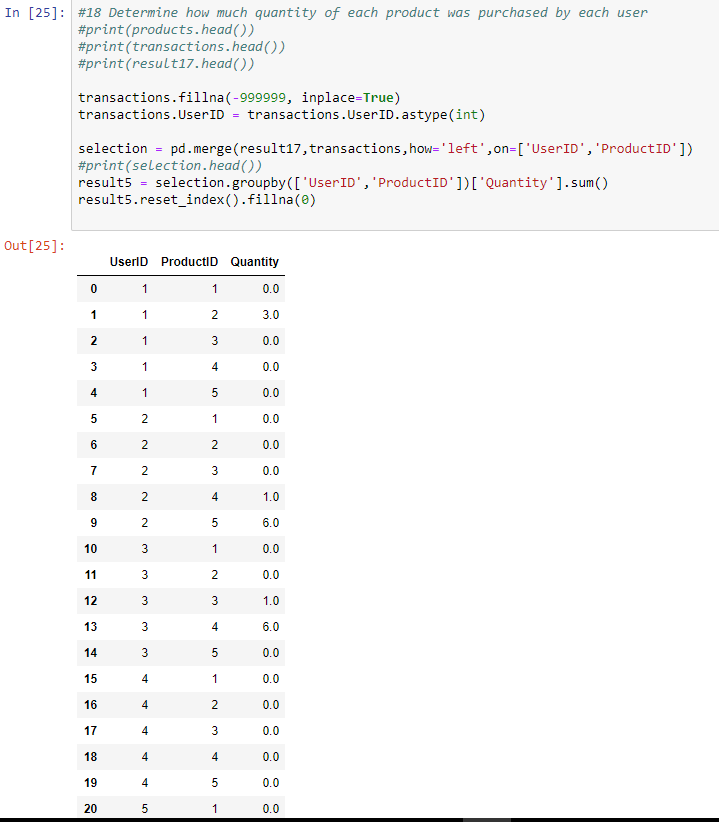 In [25]: #18 Determine how much quantity of each product was purchased by each user
#print(products.head())
#print(transactions.head())
#print(result17.head())
transactions.fillna(-999999, inplace=True)
transactions.UserID = transactions.UserID.astype(int)
selection = pd.merge(result17,transactions,how='left',on=['UserID','ProductID'])
#print(selection.head())
result5 = selection.groupby(['UserID','ProductID'])['Quantity'].sum()
result5.reset_index().fillna(0)
Out[25]:
UserID ProductID Quantity
0 1 1 0.0
1 1 2 3.0
2 1 3 0.0
3 1 4 0.0
4 1 5 0.0
5 2 1 0.0
6 2 2 0.0
7 2 3 0.0
8 2 4 1.0
9 2 5 6.0
10 3 1 0.0
11 3 2 0.0
12 3 3 1.0
13 3 4 6.0
14 3 5 0.0
15 4 1 0.0
16 4 2 0.0
17 4 3 0.0
18 4 4 0.0
19 4 5 0.0
20 5 1 0.0